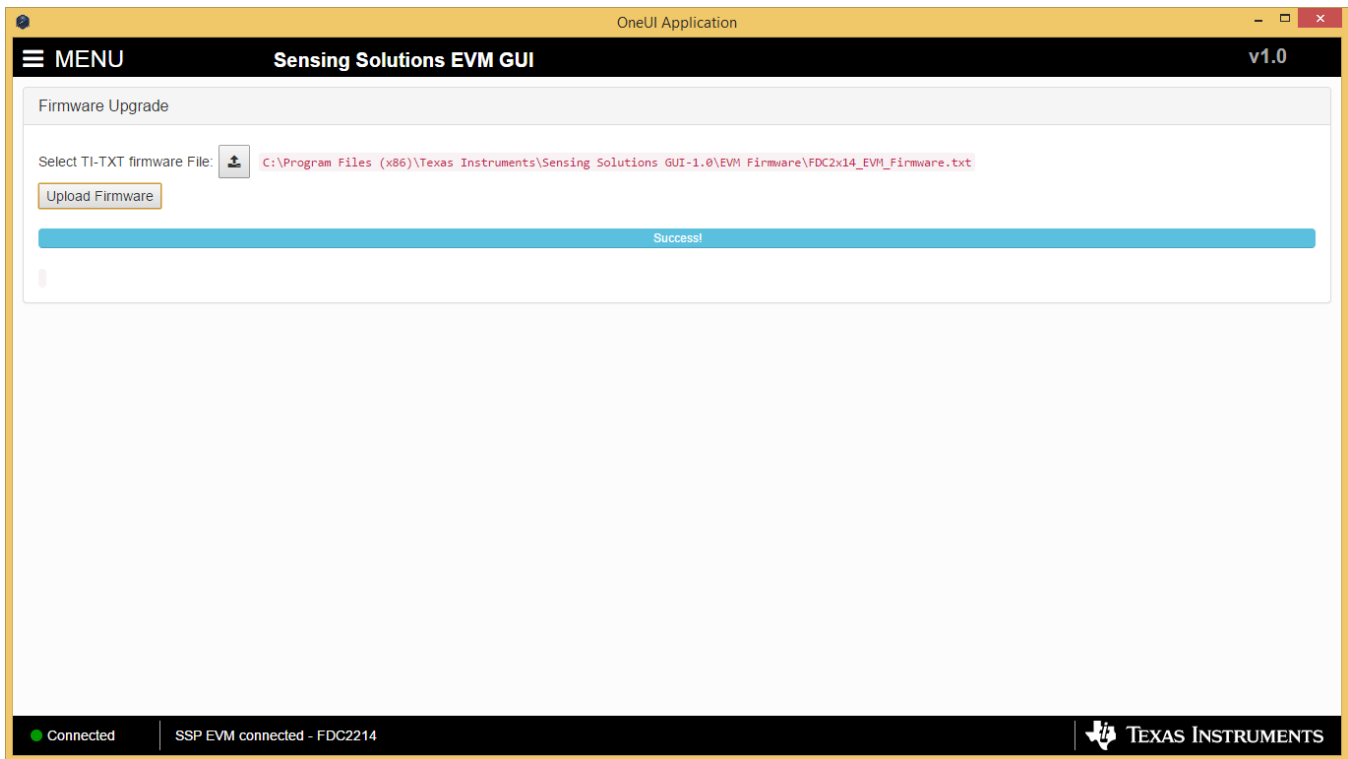 OneUI Application
MENU
Sensing Solutions EVM GUI
v1.0
Firmware Upgrade
Select TI-TXT firmware File: C:\Program Files (x86)\Texas Instruments\Sensing Solutions GUI-1.0\EVM Firmware\FDC2x14_EVM_Firmware.txt
Upload Firmware
Success!
Connected
SSP EVM connected - FDC2214
TEXAS INSTRUMENTS